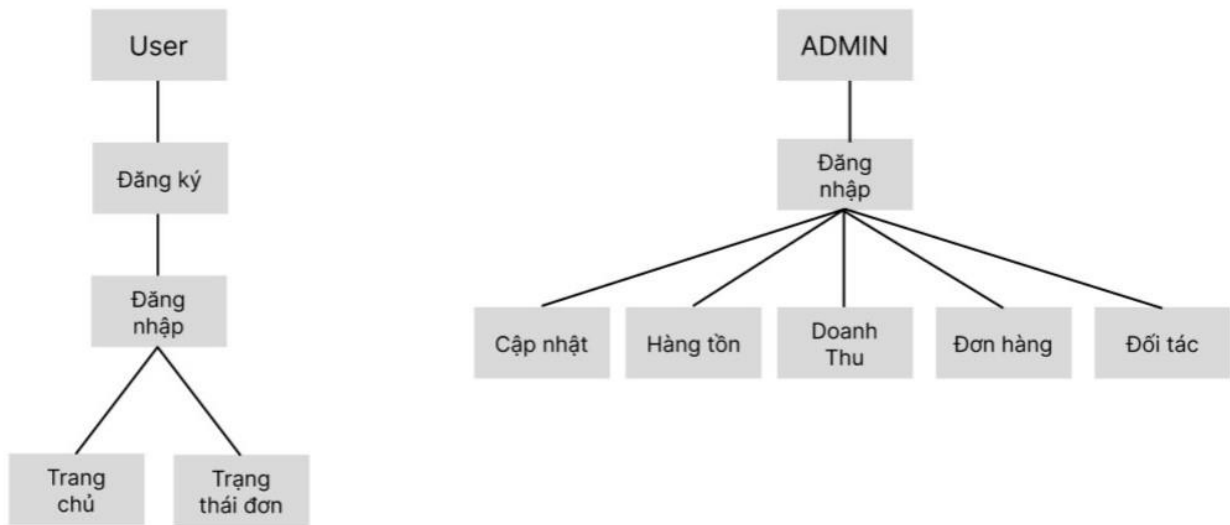 User
ADMIN
Đăng ký
Đăng
nhập
Đăng
nhập
Cập nhật
Hàng tồn
Doanh
Thu
Đơn hàng
Đối tác
Trang
chủ
Trạng
thái đơn